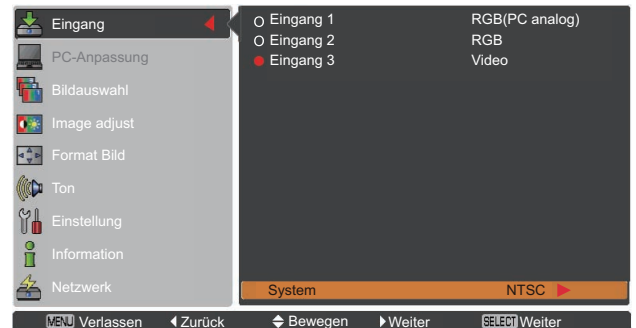 Eingang
PC-Anpassung
Bildauswahl
Image adjust
Format Bild
Ton
Einstellung
Information
Netzwerk
Eingang 1 RGB(PC analog)
Eingang 2 RGB
Eingang 3 Video
System NTSC
MENU Verlassen Zurück Bewegen Weiter SELECT Weiter